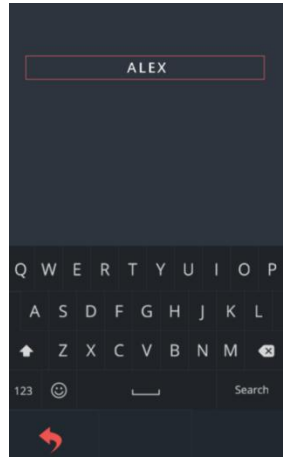 ALEX
Q W E R T Y U I O P
A S D F G H J K L
Z X C V B N M
123 Search